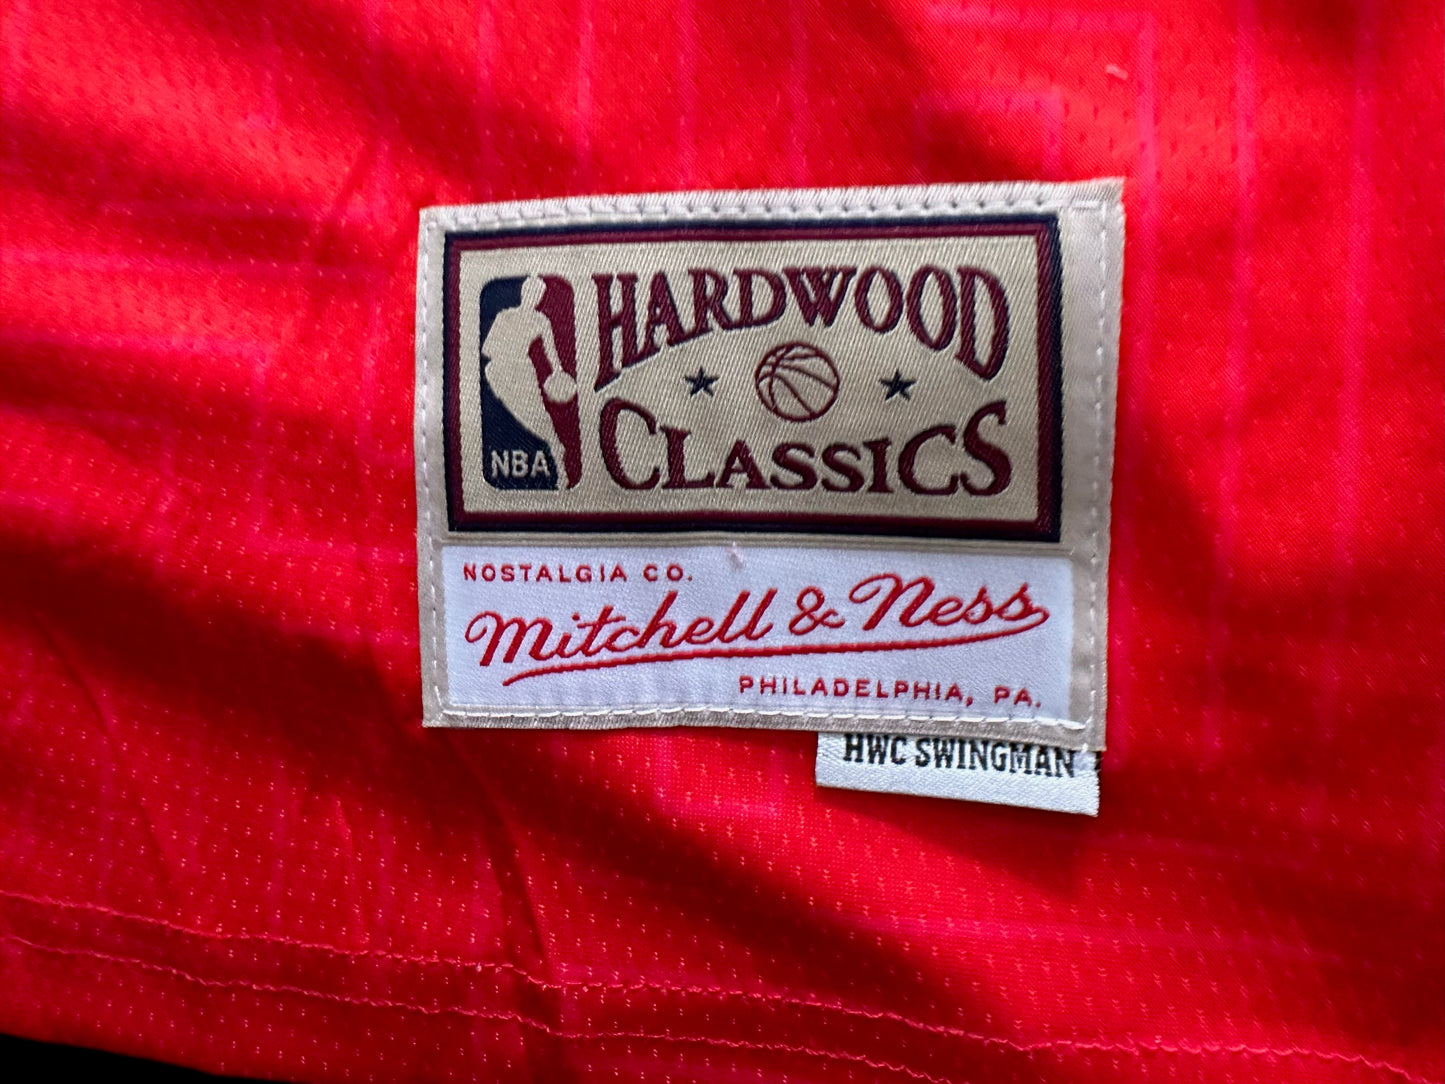 HARDWOOD
CLASSICS
NBA
NOSTALGIA CO.
Mitchell & Ness
PHILADELPHIA, PA.
HWC SWINGMAN